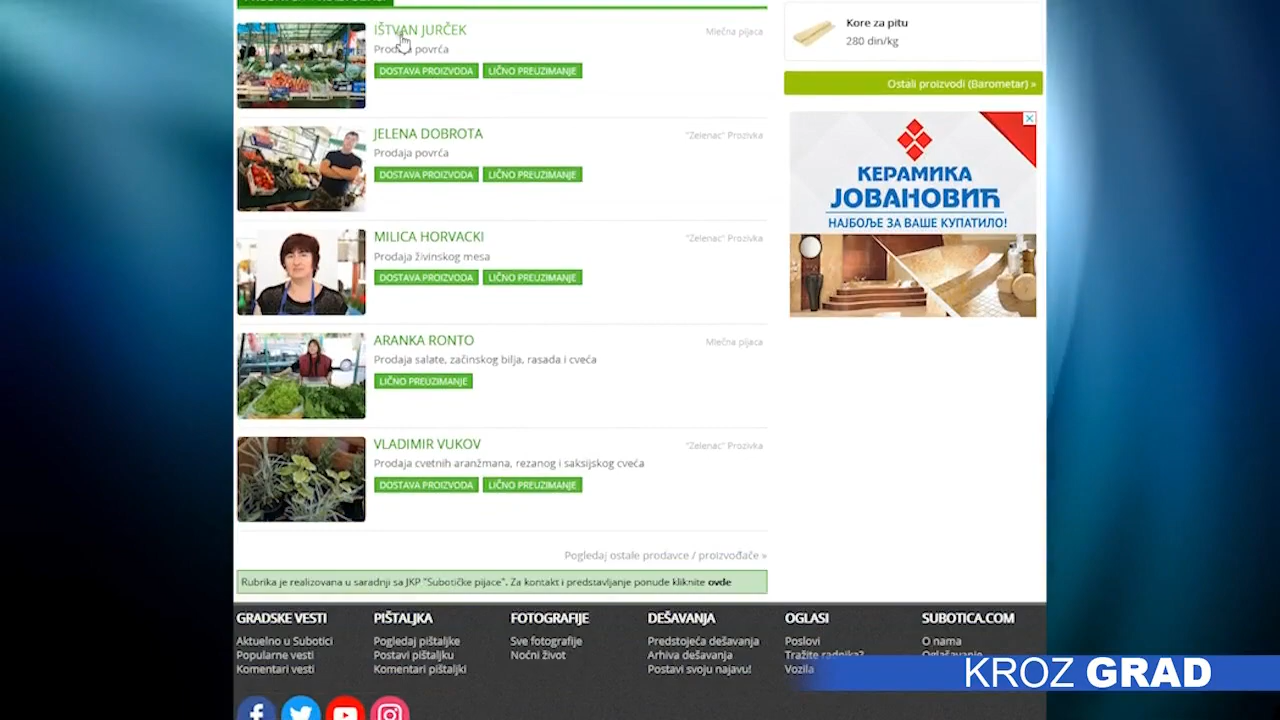 IŠTVAN JURČEK
Mlečna pijaca
Prodaja povrća
DOSTAVA PROIZVODA LIČNO PREUZIMANJE
JELENA DOBROTA
"Zelenac" Prozivka
Prodaja povrća
DOSTAVA PROIZVODA LIČNO PREUZIMANJE
MILICA HORVACKI
"Zelenac" Prozivka
Prodaja živinskog mesa
DOSTAVA PROIZVODA LIČNO PREUZIMANJE
ARANKA RONTO
Mlečna pijaca
Prodaja salate, začinskog bilja, rasada i cveća
LIČNO PREUZIMANJE
VLADIMIR VUKOV
"Zelenac" Prozivka
Prodaja cvetnih aranžmana, rezanog i saksijskog cveća
DOSTAVA PROIZVODA LIČNO PREUZIMANJE
Pogledaj ostale prodavce / proizvođače »
Rubrika je realizovana u saradnji sa JKP "Subotičke pijace". Za kontakt i predstavljanje ponude kliknite ovde
Kore za pitu
280 din/kg
Ostali proizvodi (Barometar) »
КЕРАМИКА
ЈОВАНОВИЋ
НАЈБОЉЕ ЗА ВАШЕ КУПАТИЛО!
GRADSKE VESTI
Aktuelno u Subotici
Popularne vesti
Komentari vesti
PIŠTALJKA
Pogledaj pištaljke
Postavi pištaljku
Komentari pištaljki
FOTOGRAFIJE
Sve fotografije
Noćni život
DEŠAVANJA
Predstojeća dešavanja
Arhiva dešavanja
Postavi svoju najavu!
OGLASI
Poslovi
Tražite radnika?
Vozila
SUBOTICA.COM
O nama
Oglašavanje
KROZ GRAD